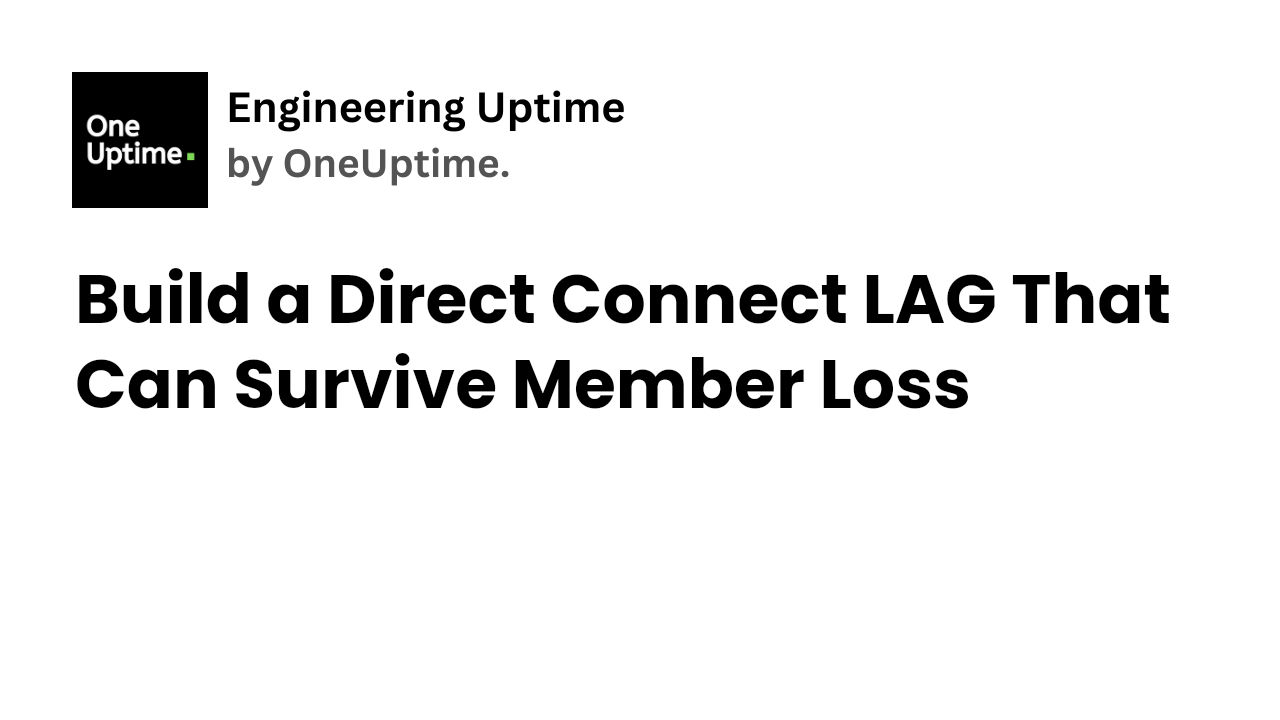 One
Uptime.
Engineering Uptime
by OneUptime.
Build a Direct Connect LAG That
Can Survive Member Loss